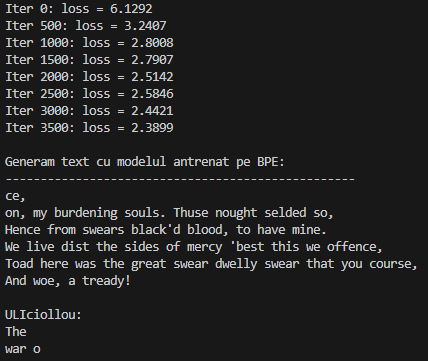 Iter 0: loss = 6.1292
Iter 500: loss = 3.2407
Iter 1000: loss = 2.8008
Iter 1500: loss = 2.7907
Iter 2000: loss = 2.5142
Iter 2500: loss = 2.5846
Iter 3000: loss = 2.4421
Iter 3500: loss = 2.3899

Generam text cu modelul antrenat pe BPE:
--------------------------------------------------
ce,
on, my burdening souls. Thuse nought selded so,
Hence from swears black'd blood, to have mine.
We live dist the sides of mercy 'best this we offence,
Toad here was the great swear dwelly swear that you course,
And woe, a tready!

ULIciollou:
The
war o